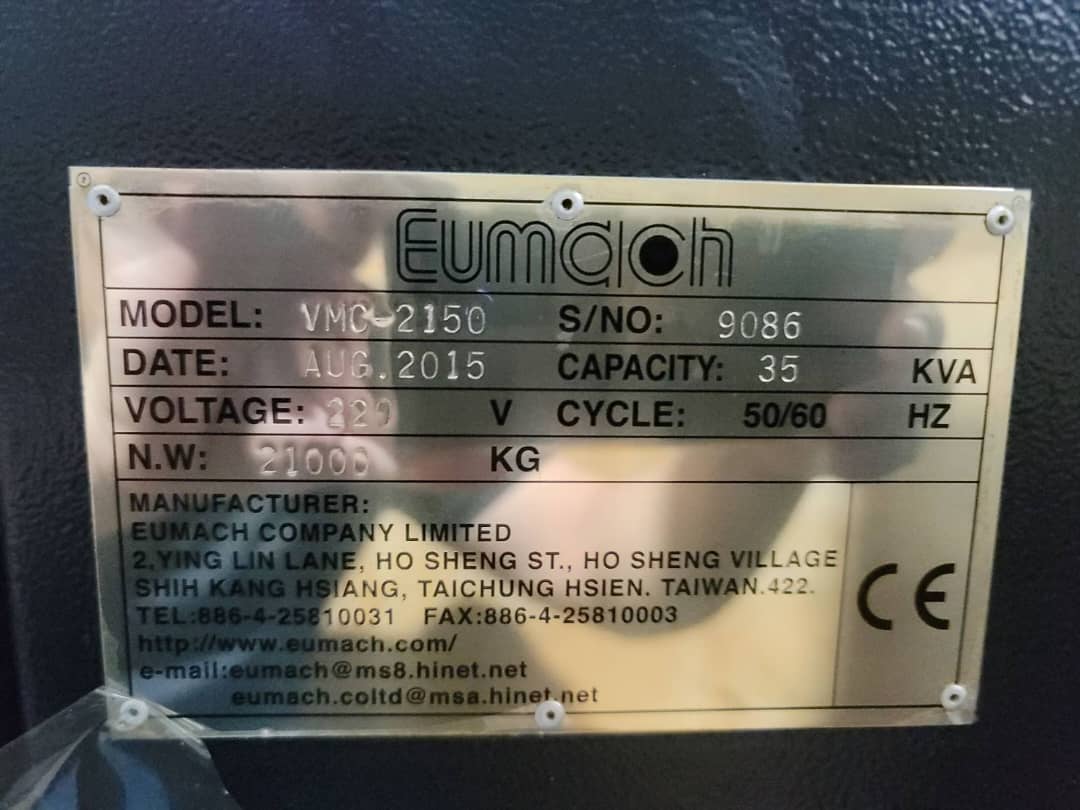 Eumach
MODEL: VMC-2150 S/NO: 9086
DATE: AUG.2015 CAPACITY: 35 KVA
VOLTAGE: 220 V CYCLE: 50/60 HZ
N.W: 21000 KG
MANUFACTURER:
EUMACH COMPANY LIMITED
2,YING LIN LANE, HO SHENG ST., HO SHENG VILLAGE
SHIH KANG HSIANG, TAICHUNG HSIEN. TAIWAN.422.
TEL:886-4-25810031 FAX:886-4-25810003
http://www.eumach.com/
e-mail:eumach@ms8.hinet.net
eumach.coltd@msa.hinet.net
CE